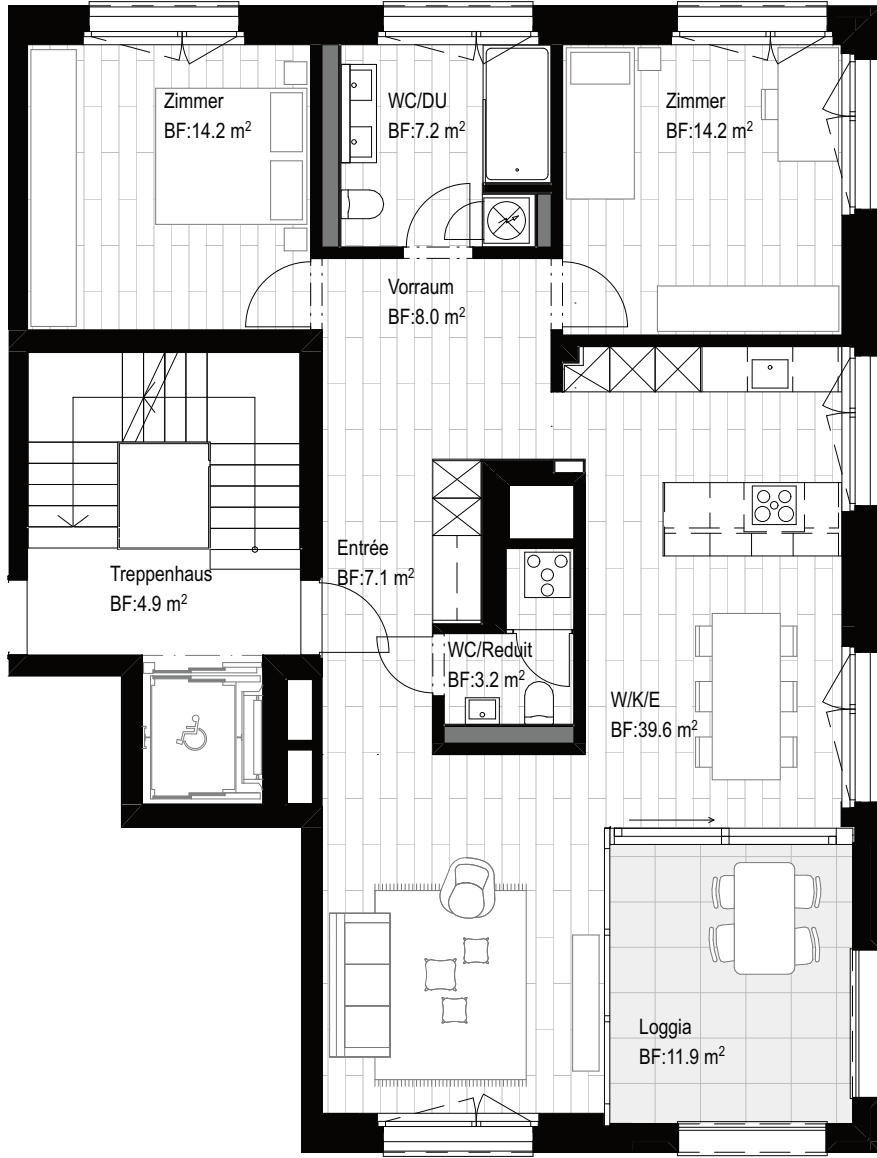 Zimmer
BF:14.2 m²
WC/DU
BF:7.2 m²
Zimmer
BF:14.2 m²
Vorraum
BF:8.0 m²
Entrée
BF:7.1 m²
Treppenhaus
BF:4.9 m²
WC/Reduit
BF:3.2 m²
W/K/E
BF:39.6 m²
Loggia
BF:11.9 m²